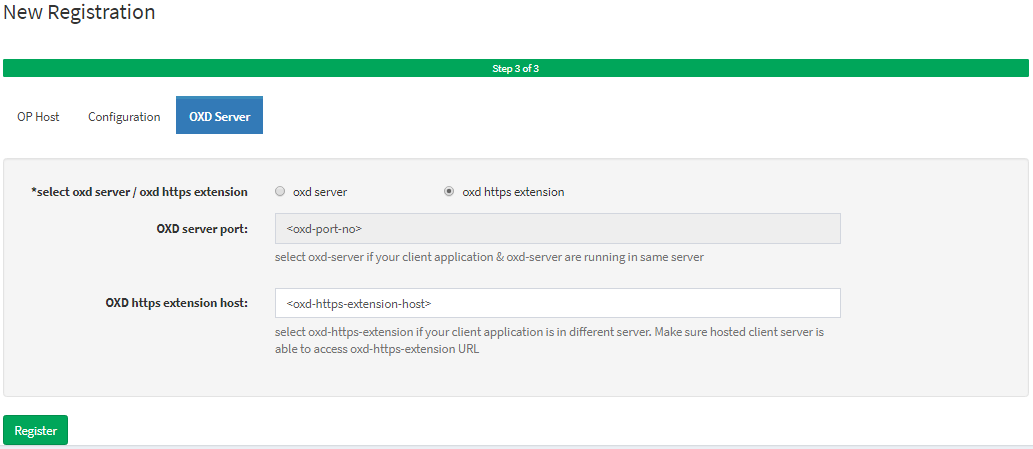 New Registration
Step 3 of 3
OP Host Configuration OXD Server
*select oxd server / oxd https extension oxd server oxd https extension
OXD server port: <oxd-port-no>
select oxd-server if your client application & oxd-server are running in same server
OXD https extension host: <oxd-https-extension-host>
select oxd-https-extension if your client application is in different server. Make sure hosted client server is
able to access oxd-https-extension URL
Register